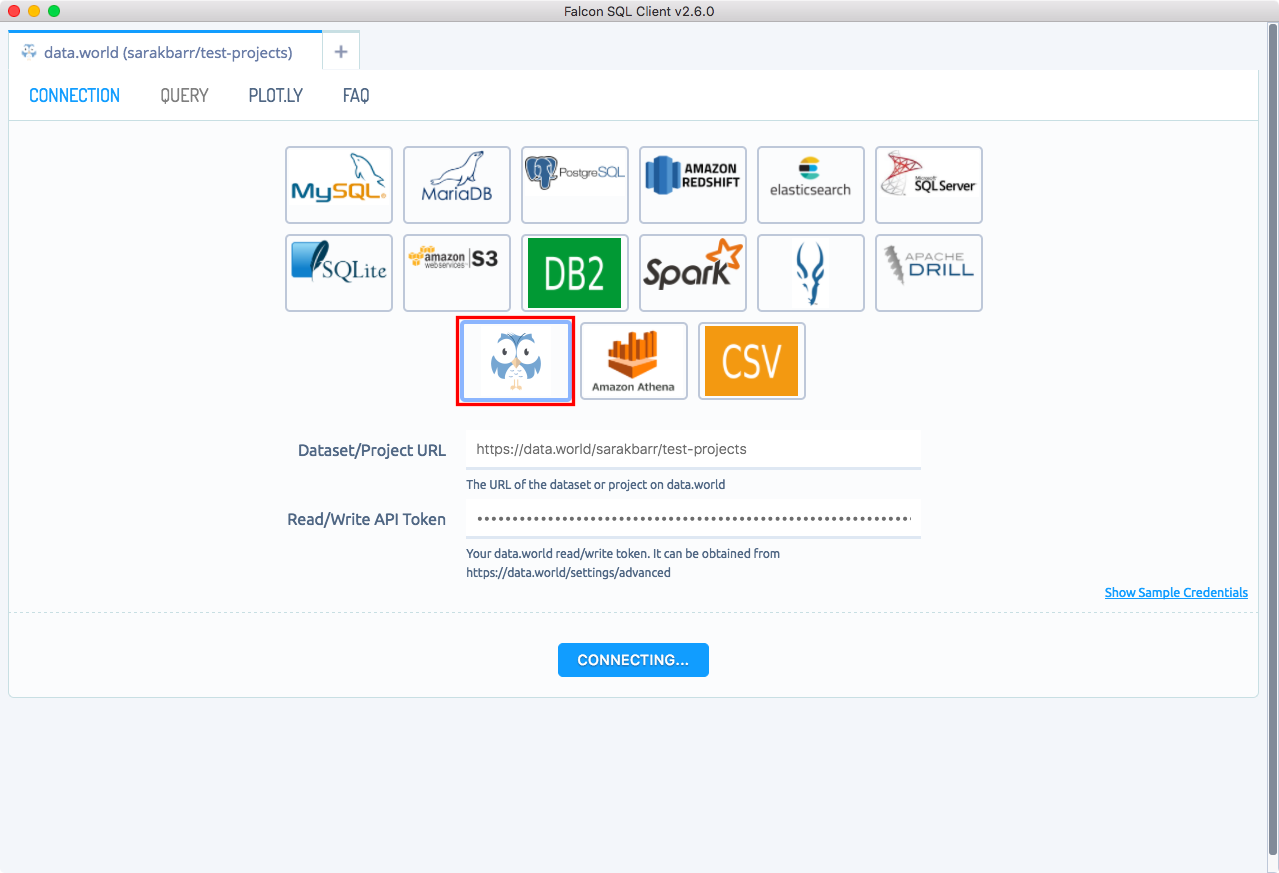 Falcon SQL Client v2.6.0
data.world (sarakbarr/test-projects) +
CONNECTION QUERY PLOT.LY FAQ
MySQL® MariaDB PostgreSQL AMAZON REDSHIFT elasticsearch Microsoft SQL Server
SQLite amazon web services S3 DB2 Spark APACHE DRILL
Amazon Athena CSV
Dataset/Project URL https://data.world/sarakbarr/test-projects
The URL of the dataset or project on data.world
Read/Write API Token ••••••••••••••••••••••••••••••••••••••••••••••••••••••••••••••
Your data.world read/write token. It can be obtained from
https://data.world/settings/advanced
Show Sample Credentials
CONNECTING...